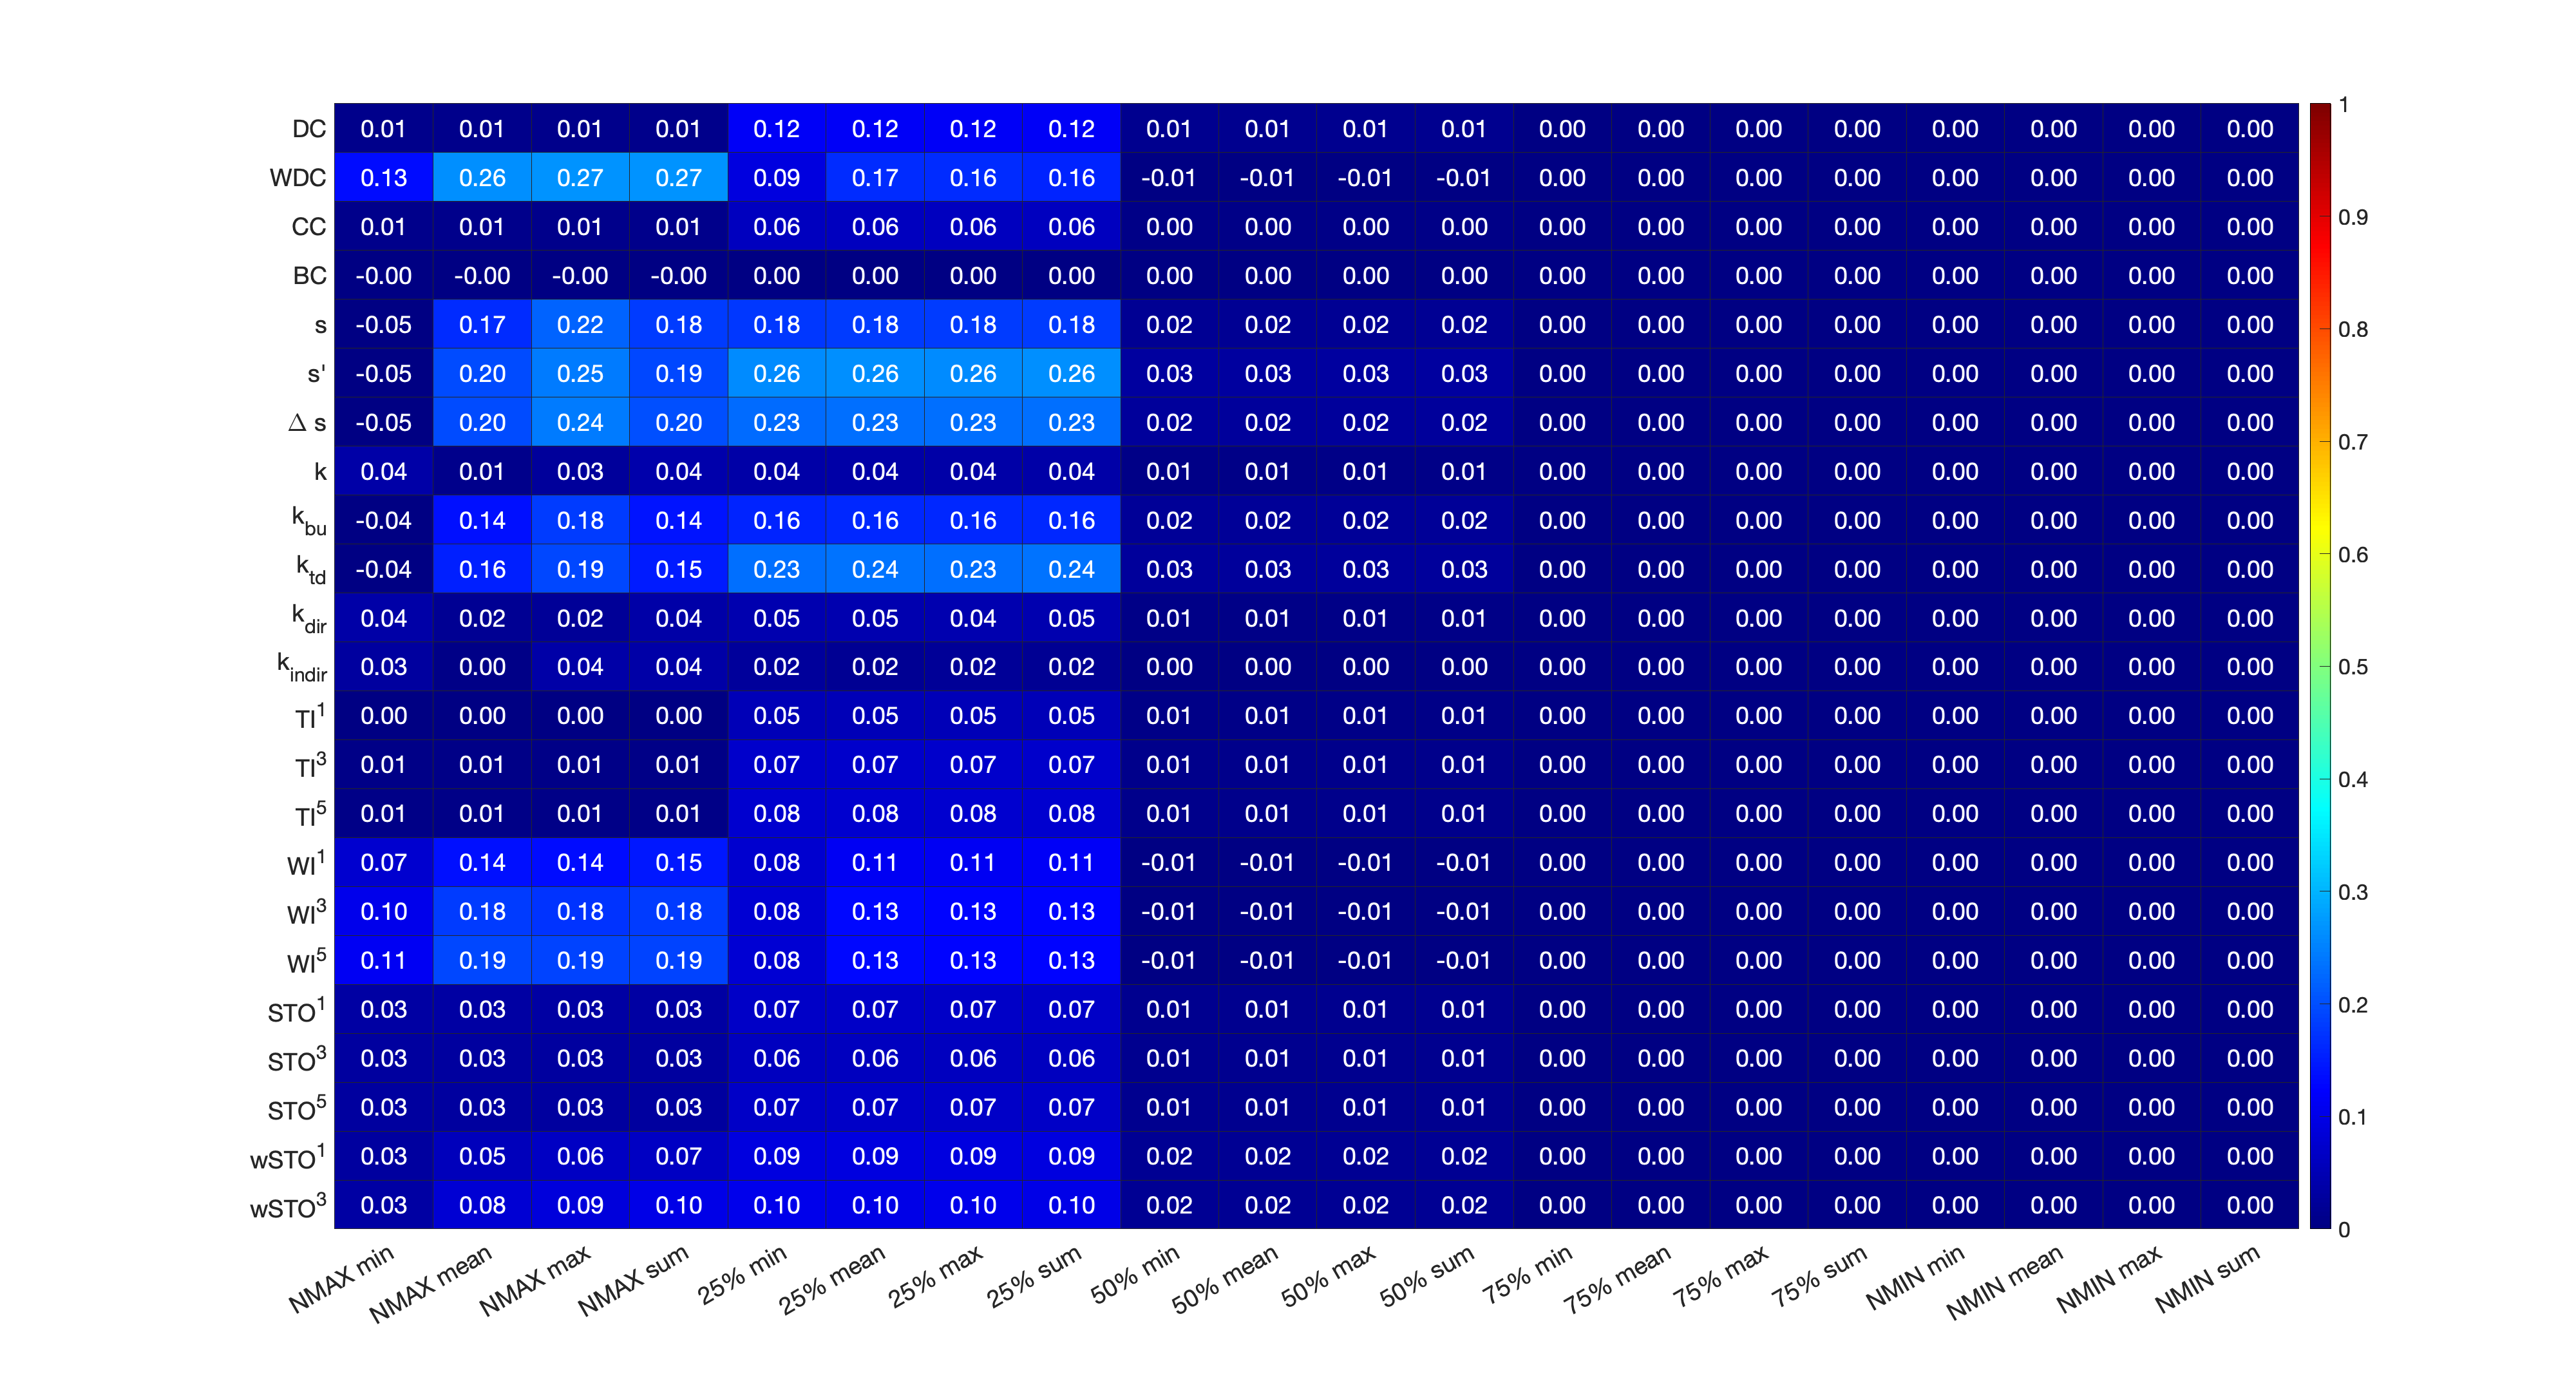 DC 0.01 0.01 0.01 0.01 0.12 0.12 0.12 0.12 0.01 0.01 0.01 0.01 0.00 0.00 0.00 0.00 0.00 0.00 0.00 0.00
WDC 0.13 0.26 0.27 0.27 0.09 0.17 0.16 0.16 -0.01 -0.01 -0.01 -0.01 0.00 0.00 0.00 0.00 0.00 0.00 0.00 0.00
CC 0.01 0.01 0.01 0.01 0.06 0.06 0.06 0.06 0.00 0.00 0.00 0.00 0.00 0.00 0.00 0.00 0.00 0.00 0.00 0.00
BC -0.00 -0.00 -0.00 -0.00 0.00 0.00 0.00 0.00 0.00 0.00 0.00 0.00 0.00 0.00 0.00 0.00 0.00 0.00 0.00 0.00
s -0.05 0.17 0.22 0.18 0.18 0.18 0.18 0.18 0.02 0.02 0.02 0.02 0.00 0.00 0.00 0.00 0.00 0.00 0.00 0.00
s' -0.05 0.20 0.25 0.19 0.26 0.26 0.26 0.26 0.03 0.03 0.03 0.03 0.00 0.00 0.00 0.00 0.00 0.00 0.00 0.00
Δ s -0.05 0.20 0.24 0.20 0.23 0.23 0.23 0.23 0.02 0.02 0.02 0.02 0.00 0.00 0.00 0.00 0.00 0.00 0.00 0.00
k 0.04 0.01 0.03 0.04 0.04 0.04 0.04 0.04 0.01 0.01 0.01 0.01 0.00 0.00 0.00 0.00 0.00 0.00 0.00 0.00
k_bu -0.04 0.14 0.18 0.14 0.16 0.16 0.16 0.16 0.02 0.02 0.02 0.02 0.00 0.00 0.00 0.00 0.00 0.00 0.00 0.00
k_td -0.04 0.16 0.19 0.15 0.23 0.24 0.23 0.24 0.03 0.03 0.03 0.03 0.00 0.00 0.00 0.00 0.00 0.00 0.00 0.00
k_dir 0.04 0.02 0.02 0.04 0.05 0.05 0.04 0.05 0.01 0.01 0.01 0.01 0.00 0.00 0.00 0.00 0.00 0.00 0.00 0.00
k_indir 0.03 0.00 0.04 0.04 0.02 0.02 0.02 0.02 0.00 0.00 0.00 0.00 0.00 0.00 0.00 0.00 0.00 0.00 0.00 0.00
TI^1 0.00 0.00 0.00 0.00 0.05 0.05 0.05 0.05 0.01 0.01 0.01 0.01 0.00 0.00 0.00 0.00 0.00 0.00 0.00 0.00
TI^3 0.01 0.01 0.01 0.01 0.07 0.07 0.07 0.07 0.01 0.01 0.01 0.01 0.00 0.00 0.00 0.00 0.00 0.00 0.00 0.00
TI^5 0.01 0.01 0.01 0.01 0.08 0.08 0.08 0.08 0.01 0.01 0.01 0.01 0.00 0.00 0.00 0.00 0.00 0.00 0.00 0.00
WI^1 0.07 0.14 0.14 0.15 0.08 0.11 0.11 0.11 -0.01 -0.01 -0.01 -0.01 0.00 0.00 0.00 0.00 0.00 0.00 0.00 0.00
WI^3 0.10 0.18 0.18 0.18 0.08 0.13 0.13 0.13 -0.01 -0.01 -0.01 -0.01 0.00 0.00 0.00 0.00 0.00 0.00 0.00 0.00
WI^5 0.11 0.19 0.19 0.19 0.08 0.13 0.13 0.13 -0.01 -0.01 -0.01 -0.01 0.00 0.00 0.00 0.00 0.00 0.00 0.00 0.00
STO^1 0.03 0.03 0.03 0.03 0.07 0.07 0.07 0.07 0.01 0.01 0.01 0.01 0.00 0.00 0.00 0.00 0.00 0.00 0.00 0.00
STO^3 0.03 0.03 0.03 0.03 0.06 0.06 0.06 0.06 0.01 0.01 0.01 0.01 0.00 0.00 0.00 0.00 0.00 0.00 0.00 0.00
STO^5 0.03 0.03 0.03 0.03 0.07 0.07 0.07 0.07 0.01 0.01 0.01 0.01 0.00 0.00 0.00 0.00 0.00 0.00 0.00 0.00
wSTO^1 0.03 0.05 0.06 0.07 0.09 0.09 0.09 0.09 0.02 0.02 0.02 0.02 0.00 0.00 0.00 0.00 0.00 0.00 0.00 0.00
wSTO^3 0.03 0.08 0.09 0.10 0.10 0.10 0.10 0.10 0.02 0.02 0.02 0.02 0.00 0.00 0.00 0.00 0.00 0.00 0.00 0.00
NMAX min
NMAX mean
NMAX max
NMAX sum
25% min
25% mean
25% max
25% sum
50% min
50% mean
50% max
50% sum
75% min
75% mean
75% max
75% sum
NMIN min
NMIN mean
NMIN max
NMIN sum
1
0.9
0.8
0.7
0.6
0.5
0.4
0.3
0.2
0.1
0